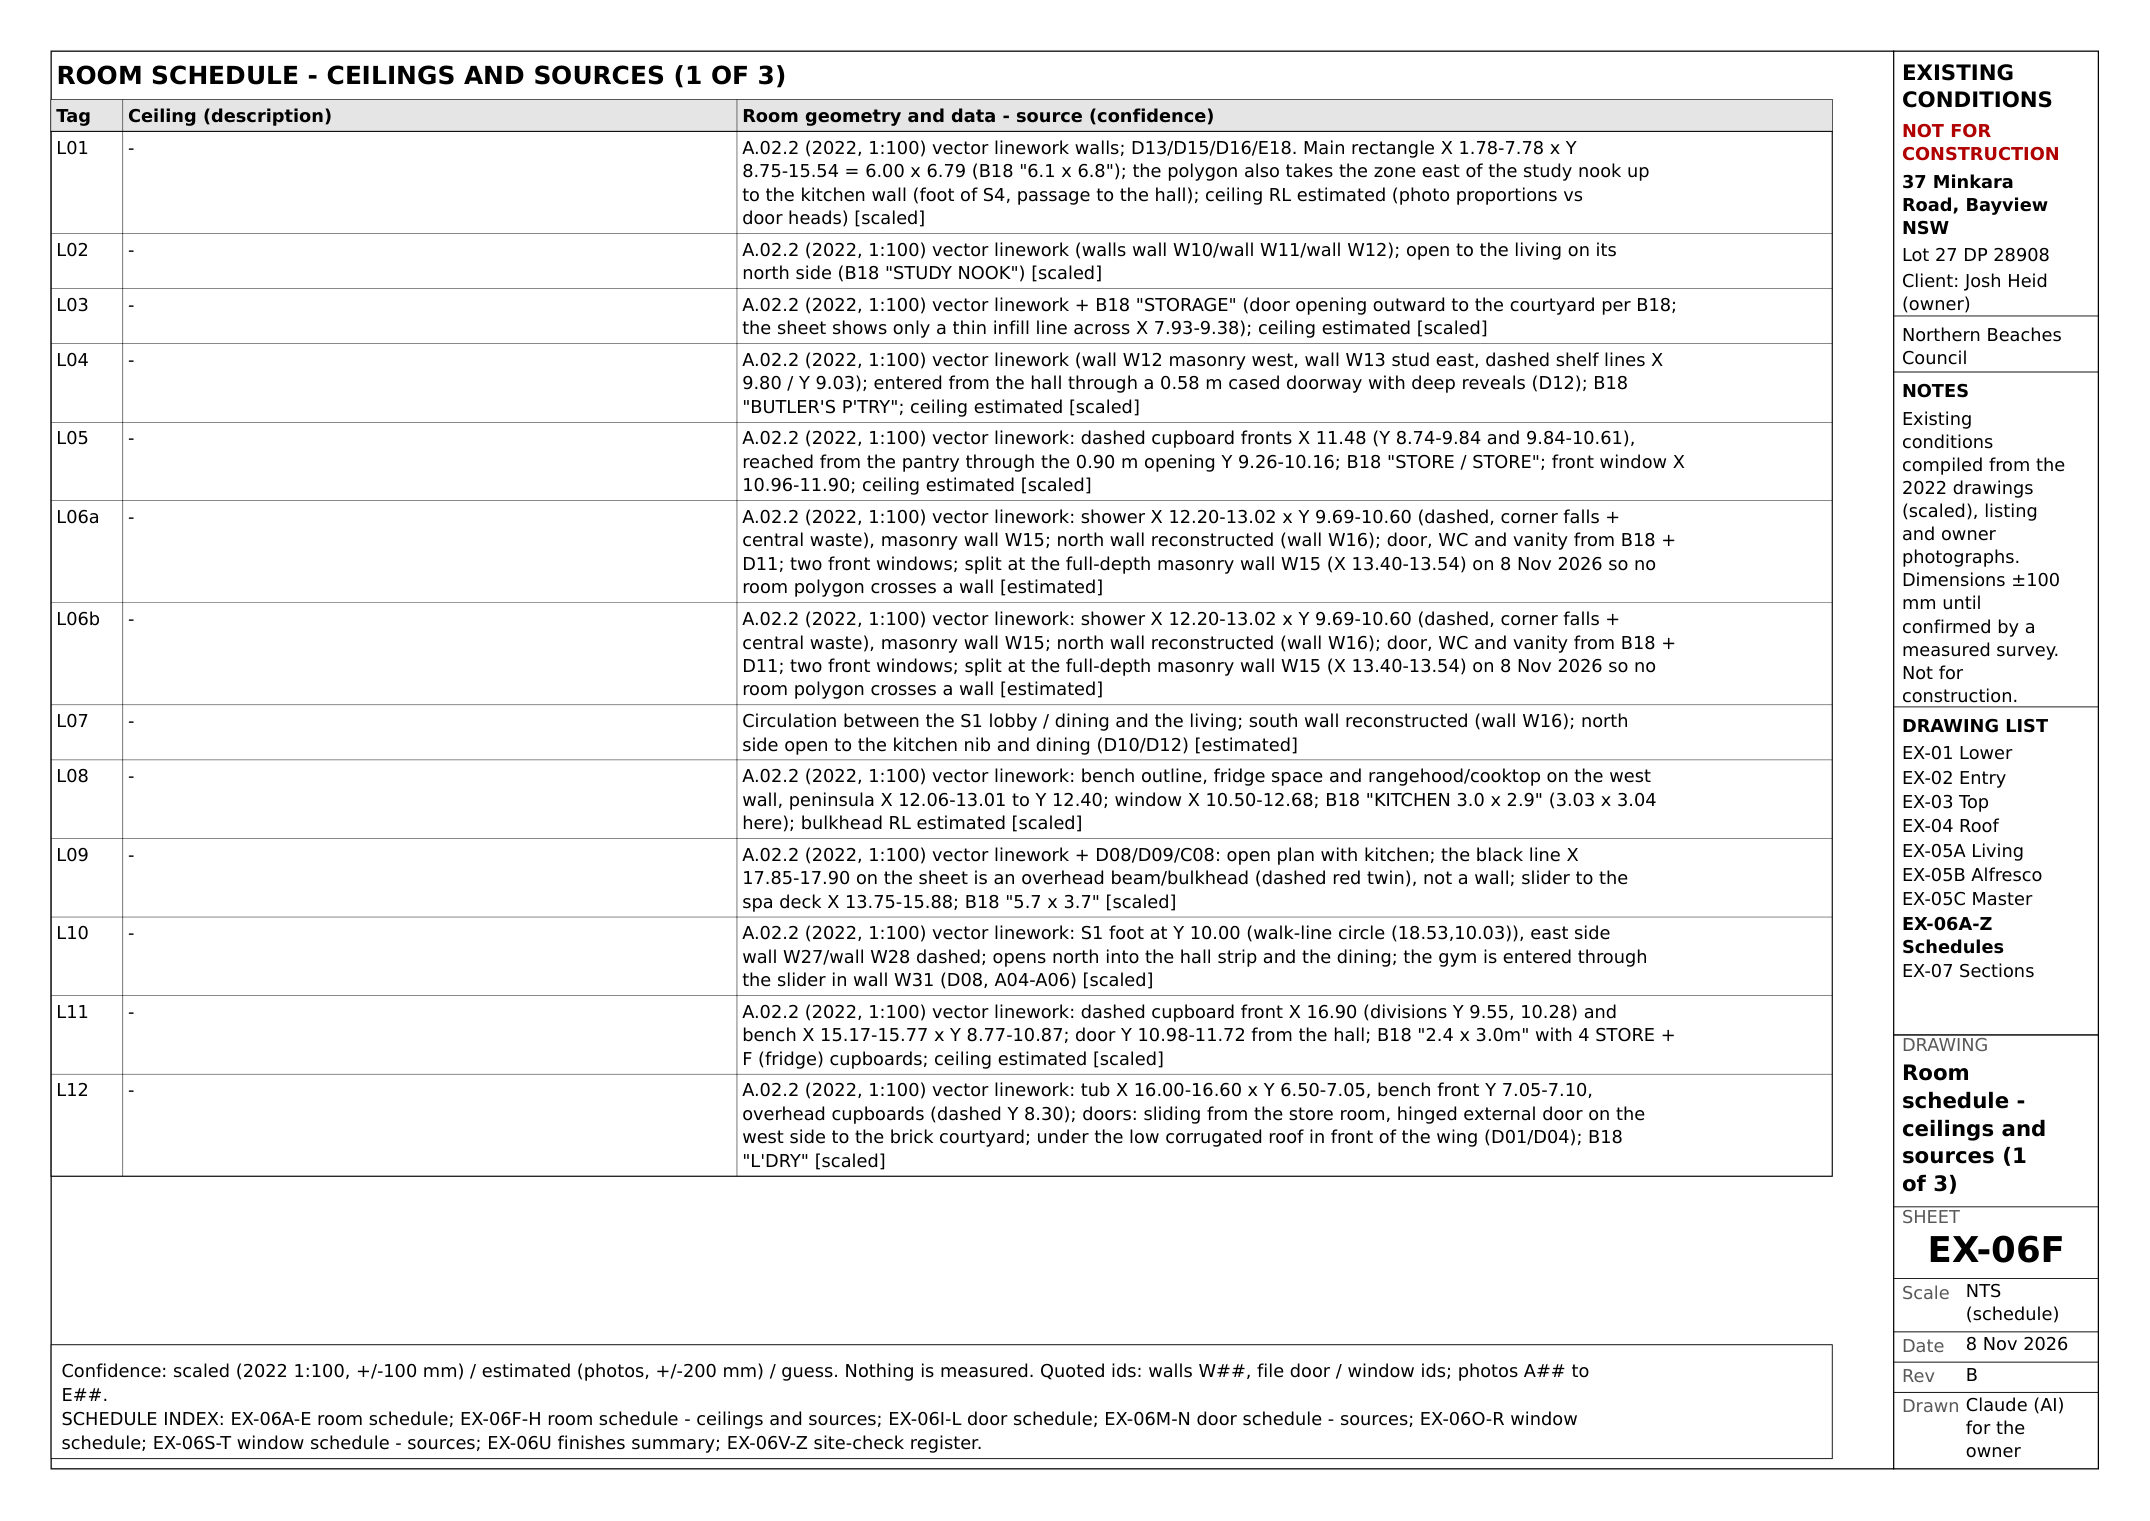 ROOM SCHEDULE - CEILINGS AND SOURCES (1 OF 3)
Tag
Ceiling (description)
Room geometry and data - source (confidence)
L01
-
A.02.2 (2022, 1:100) vector linework walls; D13/D15/D16/E18. Main rectangle X 1.78-7.78 x Y
8.75-15.54 = 6.00 x 6.79 (B18 "6.1 x 6.8"); the polygon also takes the zone east of the study nook up
to the kitchen wall (foot of S4, passage to the hall); ceiling RL estimated (photo proportions vs
door heads) [scaled]
L02
-
A.02.2 (2022, 1:100) vector linework (walls wall W10/wall W11/wall W12); open to the living on its
north side (B18 "STUDY NOOK") [scaled]
L03
-
A.02.2 (2022, 1:100) vector linework + B18 "STORAGE" (door opening outward to the courtyard per B18;
the sheet shows only a thin infill line across X 7.93-9.38); ceiling estimated [scaled]
L04
-
A.02.2 (2022, 1:100) vector linework (wall W12 masonry west, wall W13 stud east, dashed shelf lines X
9.80 / Y 9.03); entered from the hall through a 0.58 m cased doorway with deep reveals (D12); B18
"BUTLER'S P'TRY"; ceiling estimated [scaled]
L05
-
A.02.2 (2022, 1:100) vector linework: dashed cupboard fronts X 11.48 (Y 8.74-9.84 and 9.84-10.61),
reached from the pantry through the 0.90 m opening Y 9.26-10.16; B18 "STORE / STORE"; front window X
10.96-11.90; ceiling estimated [scaled]
L06a
-
A.02.2 (2022, 1:100) vector linework: shower X 12.20-13.02 x Y 9.69-10.60 (dashed, corner falls +
central waste), masonry wall W15; north wall reconstructed (wall W16); door, WC and vanity from B18 +
D11; two front windows; split at the full-depth masonry wall W15 (X 13.40-13.54) on 8 Nov 2026 so no
room polygon crosses a wall [estimated]
L06b
-
A.02.2 (2022, 1:100) vector linework: shower X 12.20-13.02 x Y 9.69-10.60 (dashed, corner falls +
central waste), masonry wall W15; north wall reconstructed (wall W16); door, WC and vanity from B18 +
D11; two front windows; split at the full-depth masonry wall W15 (X 13.40-13.54) on 8 Nov 2026 so no
room polygon crosses a wall [estimated]
L07
-
Circulation between the S1 lobby / dining and the living; south wall reconstructed (wall W16); north
side open to the kitchen nib and dining (D10/D12) [estimated]
L08
-
A.02.2 (2022, 1:100) vector linework: bench outline, fridge space and rangehood/cooktop on the west
wall, peninsula X 12.06-13.01 to Y 12.40; window X 10.50-12.68; B18 "KITCHEN 3.0 x 2.9" (3.03 x 3.04
here); bulkhead RL estimated [scaled]
L09
-
A.02.2 (2022, 1:100) vector linework + D08/D09/C08: open plan with kitchen; the black line X
17.85-17.90 on the sheet is an overhead beam/bulkhead (dashed red twin), not a wall; slider to the
spa deck X 13.75-15.88; B18 "5.7 x 3.7" [scaled]
L10
-
A.02.2 (2022, 1:100) vector linework: S1 foot at Y 10.00 (walk-line circle (18.53,10.03)), east side
wall W27/wall W28 dashed; opens north into the hall strip and the dining; the gym is entered through
the slider in wall W31 (D08, A04-A06) [scaled]
L11
-
A.02.2 (2022, 1:100) vector linework: dashed cupboard front X 16.90 (divisions Y 9.55, 10.28) and
bench X 15.17-15.77 x Y 8.77-10.87; door Y 10.98-11.72 from the hall; B18 "2.4 x 3.0m" with 4 STORE +
F (fridge) cupboards; ceiling estimated [scaled]
L12
-
A.02.2 (2022, 1:100) vector linework: tub X 16.00-16.60 x Y 6.50-7.05, bench front Y 7.05-7.10,
overhead cupboards (dashed Y 8.30); doors: sliding from the store room, hinged external door on the
west side to the brick courtyard; under the low corrugated roof in front of the wing (D01/D04); B18
"L'DRY" [scaled]
Confidence: scaled (2022 1:100, +/-100 mm) / estimated (photos, +/-200 mm) / guess. Nothing is measured. Quoted ids: walls W##, file door / window ids; photos A## to
E##.
SCHEDULE INDEX: EX-06A-E room schedule; EX-06F-H room schedule - ceilings and sources; EX-06I-L door schedule; EX-06M-N door schedule - sources; EX-06O-R window
schedule; EX-06S-T window schedule - sources; EX-06U finishes summary; EX-06V-Z site-check register.
EXISTING
CONDITIONS
NOT FOR
CONSTRUCTION
37 Minkara
Road, Bayview
NSW
Lot 27 DP 28908
Client: Josh Heid
(owner)
Northern Beaches
Council
NOTES
Existing
conditions
compiled from the
2022 drawings
(scaled), listing
and owner
photographs.
Dimensions ±100
mm until
confirmed by a
measured survey.
Not for
construction.
DRAWING LIST
EX-01 Lower
EX-02 Entry
EX-03 Top
EX-04 Roof
EX-05A Living
EX-05B Alfresco
EX-05C Master
EX-06A-Z
Schedules
EX-07 Sections
DRAWING
Room
schedule -
ceilings and
sources (1
of 3)
SHEET
EX-06F
Scale NTS
(schedule)
Date 8 Nov 2026
Rev B
Drawn Claude (AI)
for the
owner